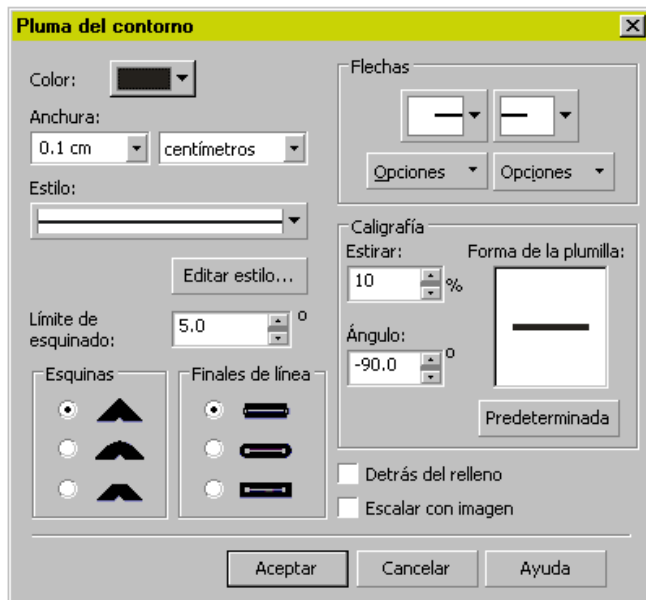 Pluma del contorno
Color:
Anchura:
0.1 cm
centímetros
Estilo:
Editar estilo...
Límite de
esquinado:
5.0
º
Esquinas
Finales de línea
Flechas
Opciones
Opciones
Caligrafía
Estirar:
10
%
Ángulo:
-90.0
º
Forma de la plumilla:
Predeterminada
Detrás del relleno
Escalar con imagen
Aceptar
Cancelar
Ayuda